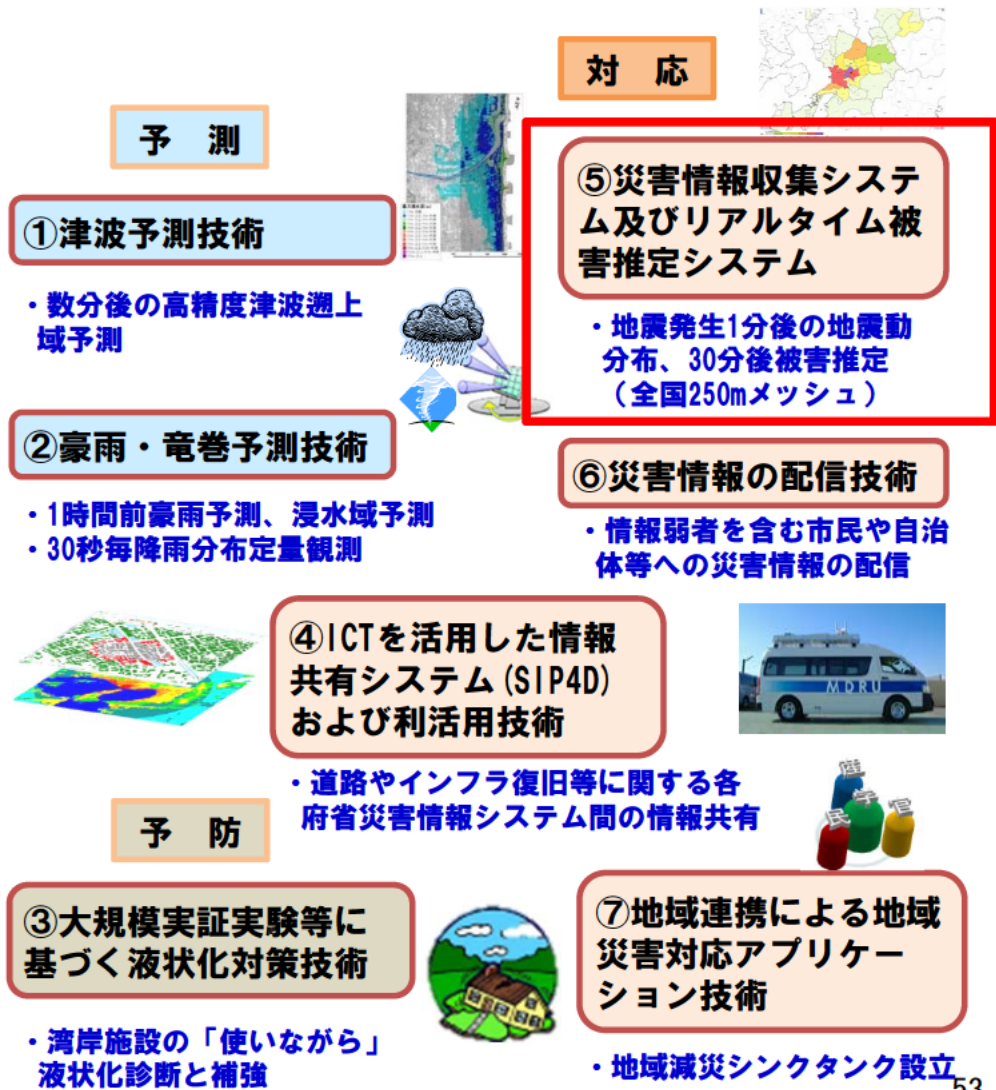 対 応
予 測
①津波予測技術
・数分後の高精度津波遡上
域予測
②豪雨・竜巻予測技術
・1時間前豪雨予測、浸水域予測
・30秒毎降雨分布定量観測
⑤災害情報収集システ
ム及びリアルタイム被
害推定システム
・地震発生1分後の地震動
分布、30分後被害推定
（全国250mメッシュ）
⑥災害情報の配信技術
・情報弱者を含む市民や自治
体等への災害情報の配信
④ICTを活用した情報
共有システム(SIP4D)
および利活用技術
・道路やインフラ復旧等に関する各
府省災害情報システム間の情報共有
MDRU
産
学
官
民
予 防
③大規模実証実験等に
基づく液状化対策技術
・湾岸施設の「使いながら」
液状化診断と補強
⑦地域連携による地域
災害対応アプリケー
ション技術
・地域減災シンクタンク設立
53